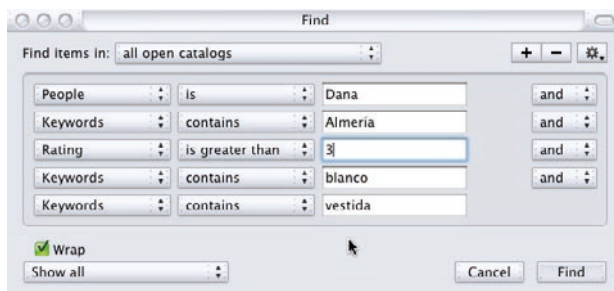 Find
Find items in: all open catalogs + −
People is Dana and
Keywords contains Almería and
Rating is greater than 3 and
Keywords contains blanco and
Keywords contains vestida
Wrap
Show all Cancel Find